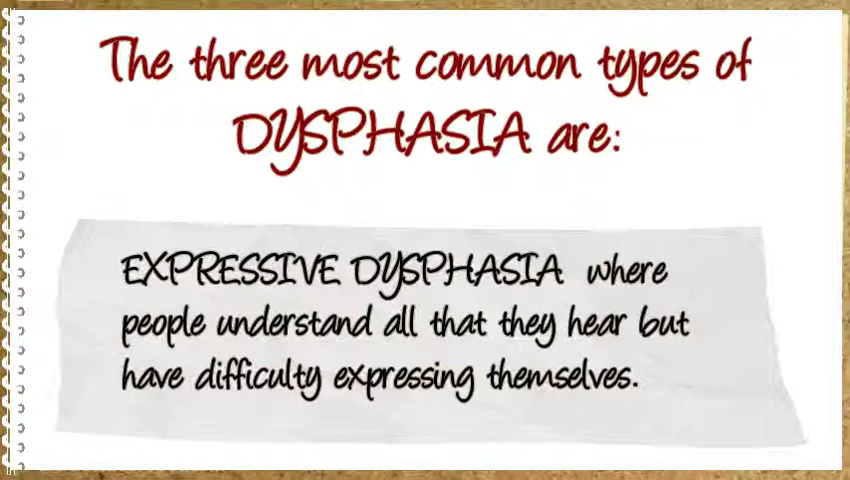 The three most common types of
DYSPHASIA are:
EXPRESSIVE DYSPHASIA where
people understand all that they hear but
have difficulty expressing themselves.